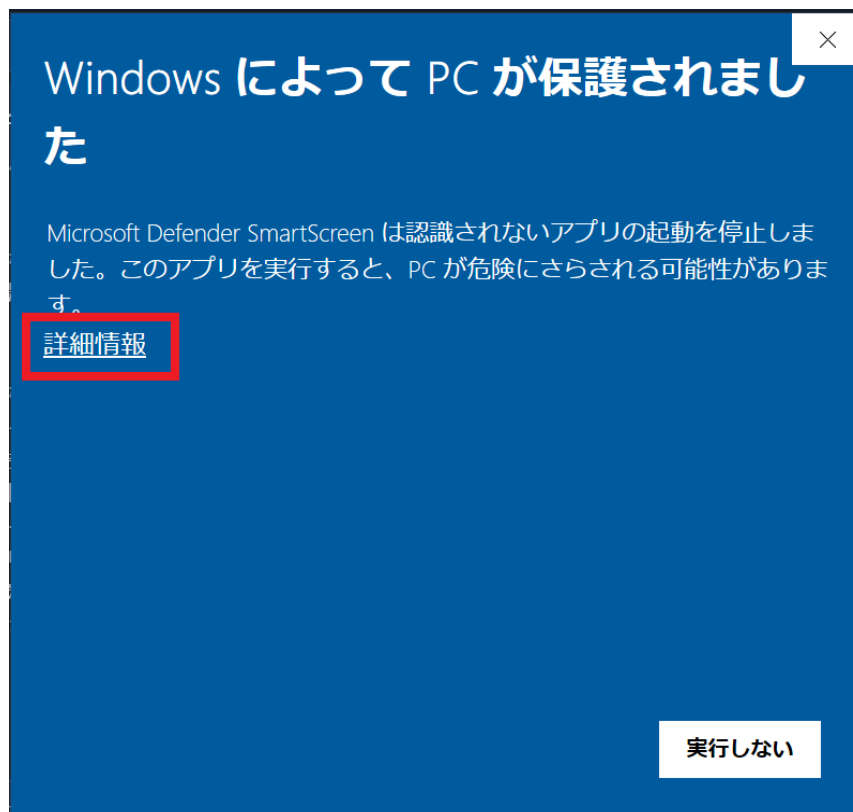 Windows によって PC が保護されまし
た
Microsoft Defender SmartScreen は認識されないアプリの起動を停止しま
した。このアプリを実行すると、PC が危険にさらされる可能性がありま
す。
詳細情報
実行しない